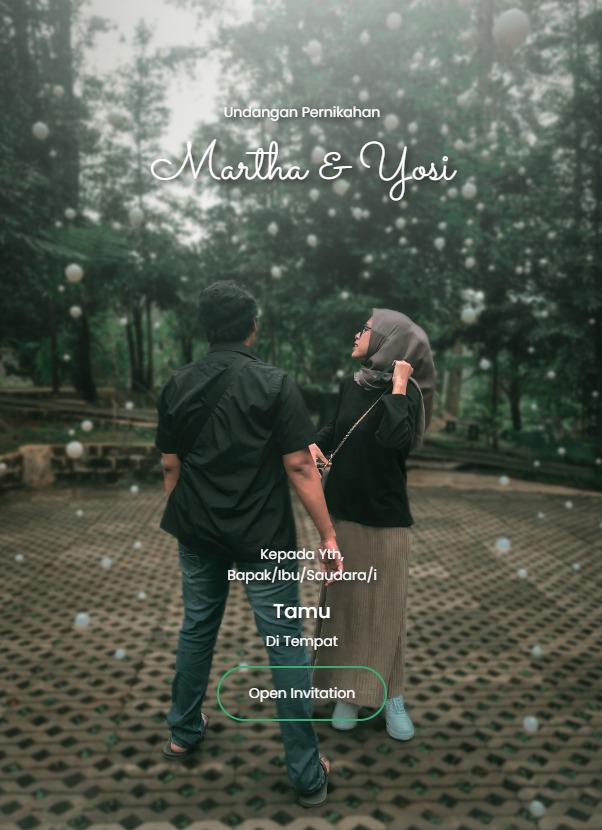 Undangan Pernikahan
Martha & Yosi
Kepada Yth,
Bapak/Ibu/Saudara/i
Tamu
Di Tempat
Open Invitation